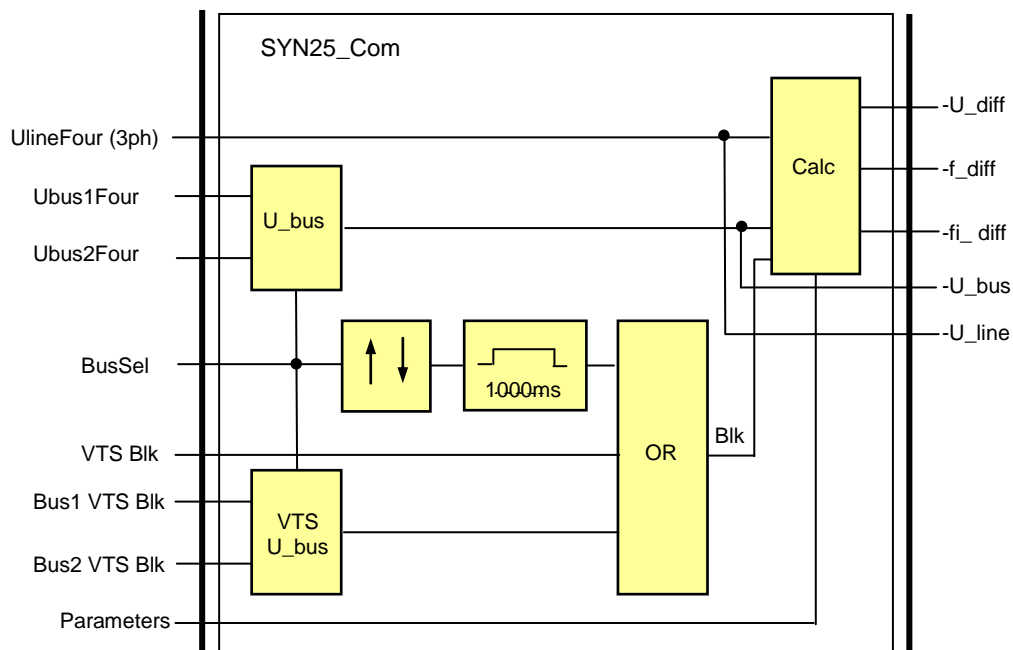 SYN25_Com
UlineFour (3ph)
Ubus1Four
Ubus2Four
BusSel
VTS Blk
Bus1 VTS Blk
Bus2 VTS Blk
Parameters
U_bus
1000ms
VTS
U_bus
OR
Blk
Calc
-U_diff
-f_diff
-fi_ diff
-U_bus
-U_line